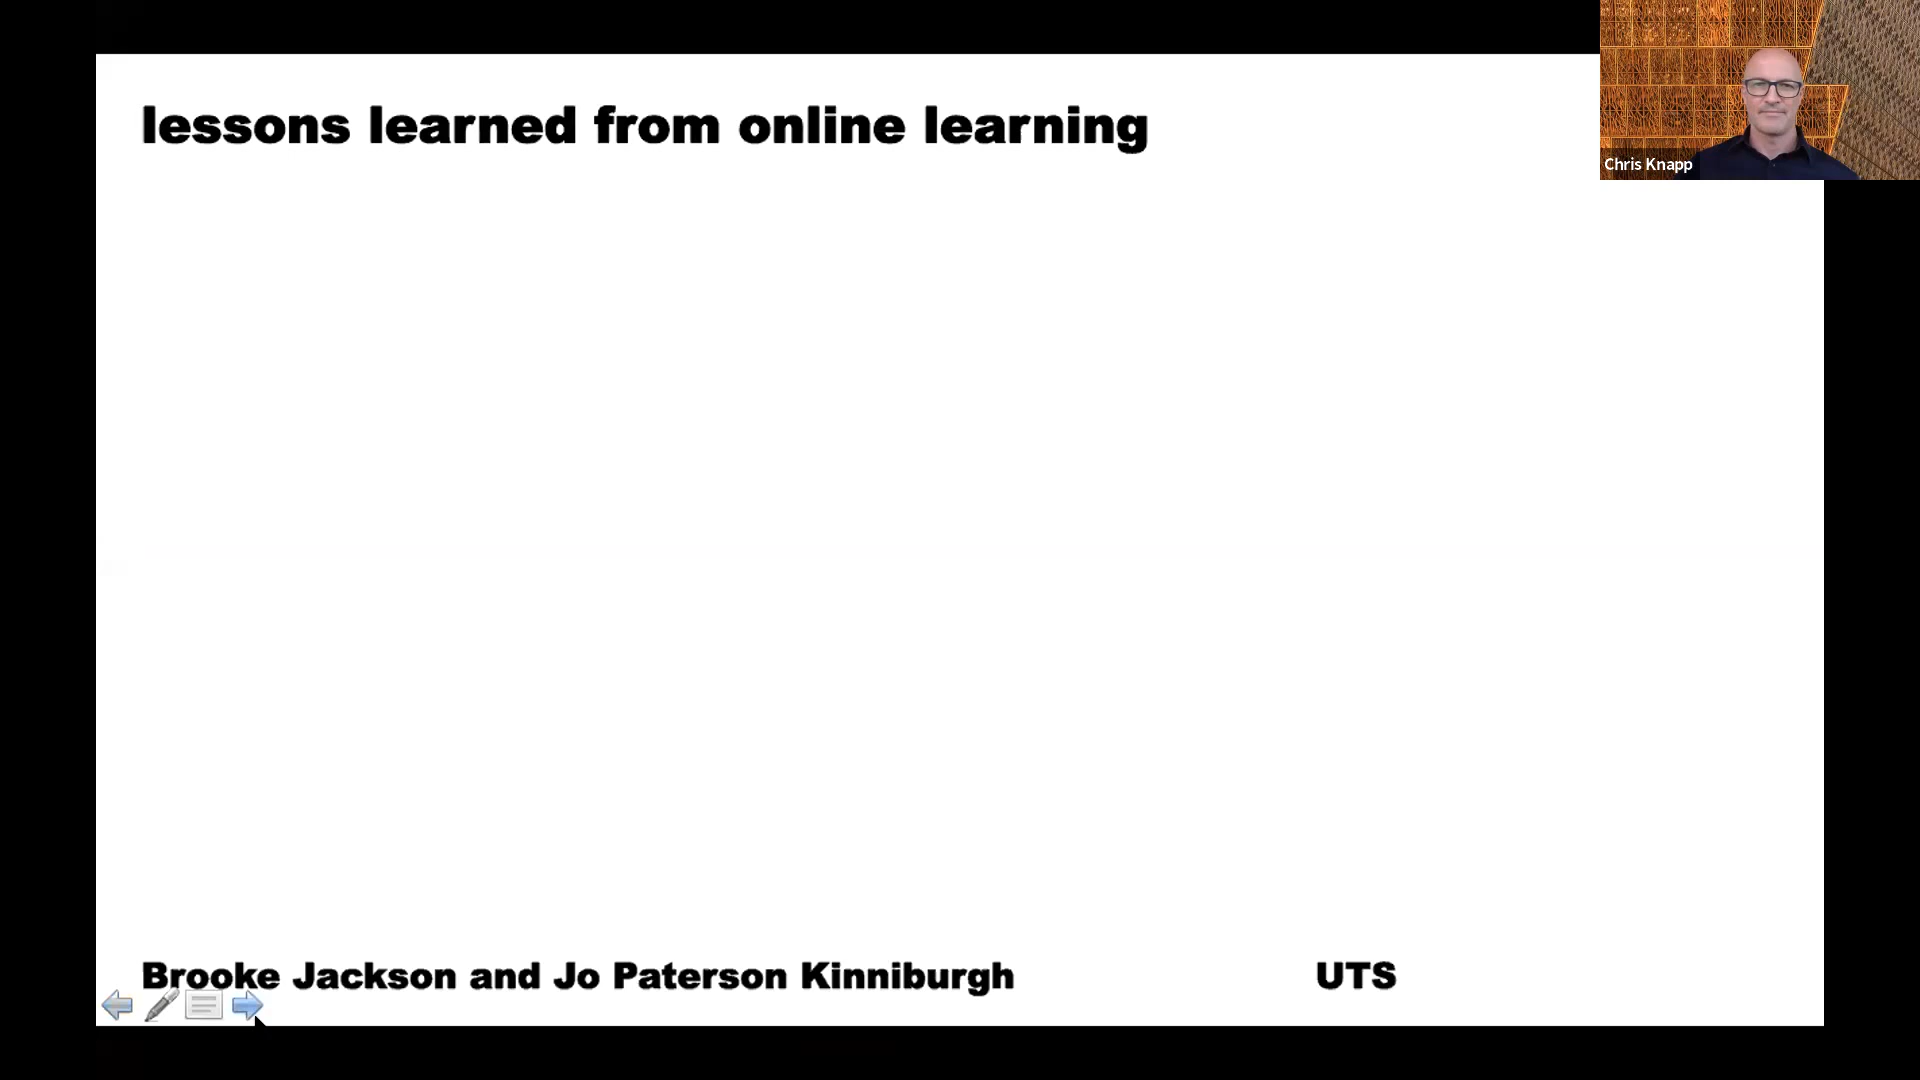 lessons learned from online learning
Chris Knapp
Brooke Jackson and Jo Paterson Kinniburgh
UTS